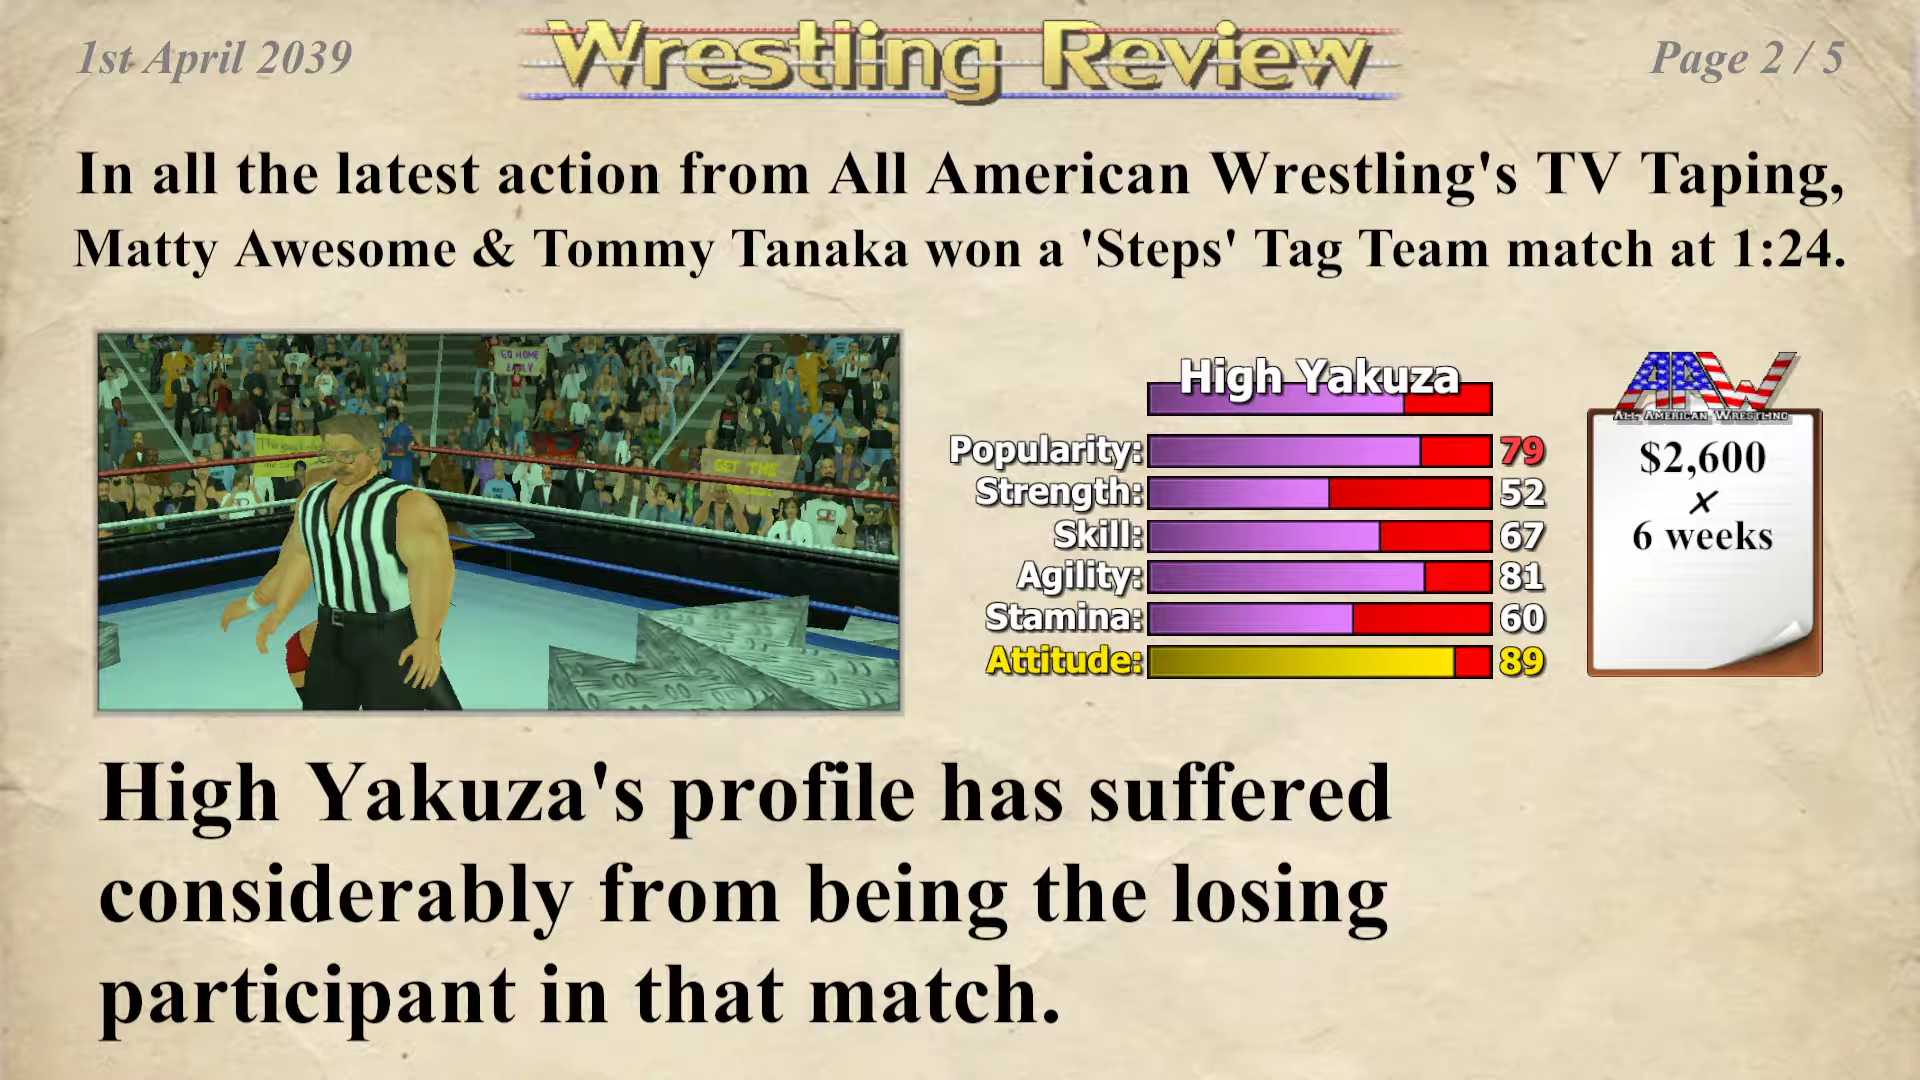 1st April 2039
Wrestling Review
Page 2 / 5
In all the latest action from All American Wrestling's TV Taping,
Matty Awesome & Tommy Tanaka won a 'Steps' Tag Team match at 1:24.
GO HOME
EARLY
GET THE
High Yakuza
Popularity: 79
Strength: 52
Skill: 67
Agility: 81
Stamina: 60
Attitude: 89
AAW
ALL AMERICAN WRESTLING
$2,600
x
6 weeks
High Yakuza's profile has suffered
considerably from being the losing
participant in that match.